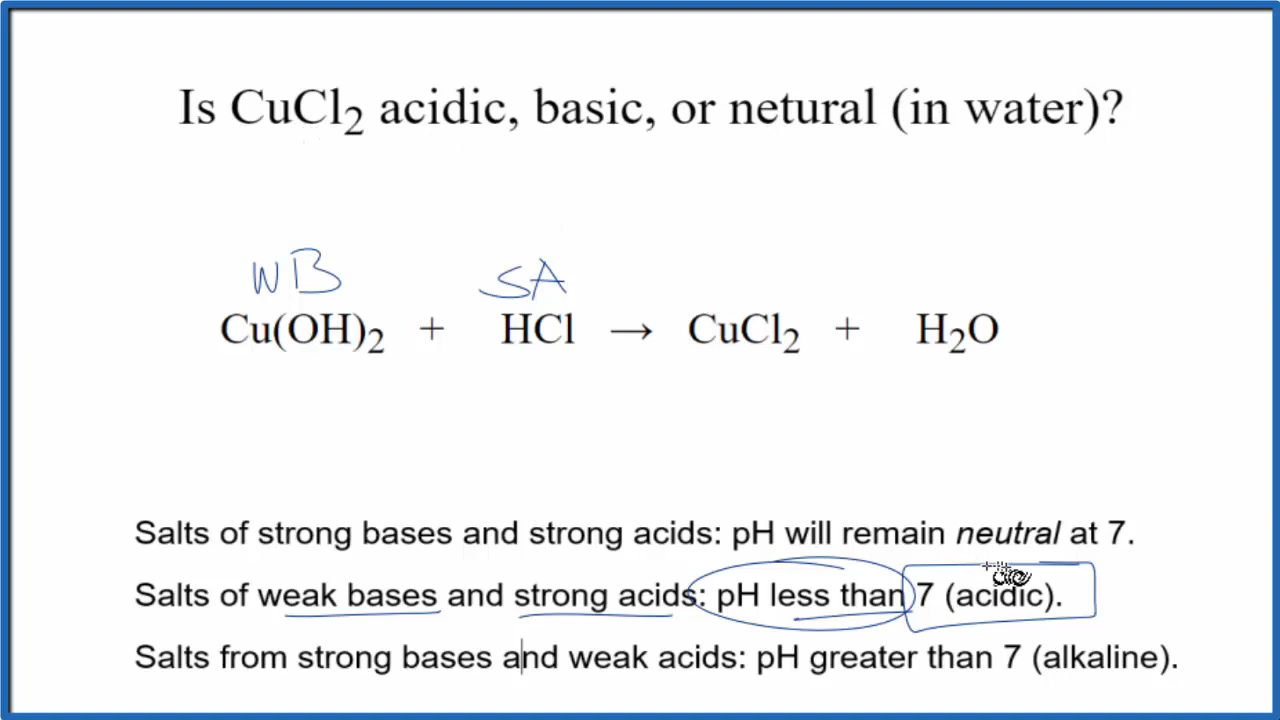 Is CuCl₂ acidic, basic, or netural (in water)?
WB SA
Cu(OH)₂ + HCl → CuCl₂ + H₂O
Salts of strong bases and strong acids: pH will remain neutral at 7.
Salts of weak bases and strong acids: pH less than 7 (acidic).
Salts from strong bases and weak acids: pH greater than 7 (alkaline).